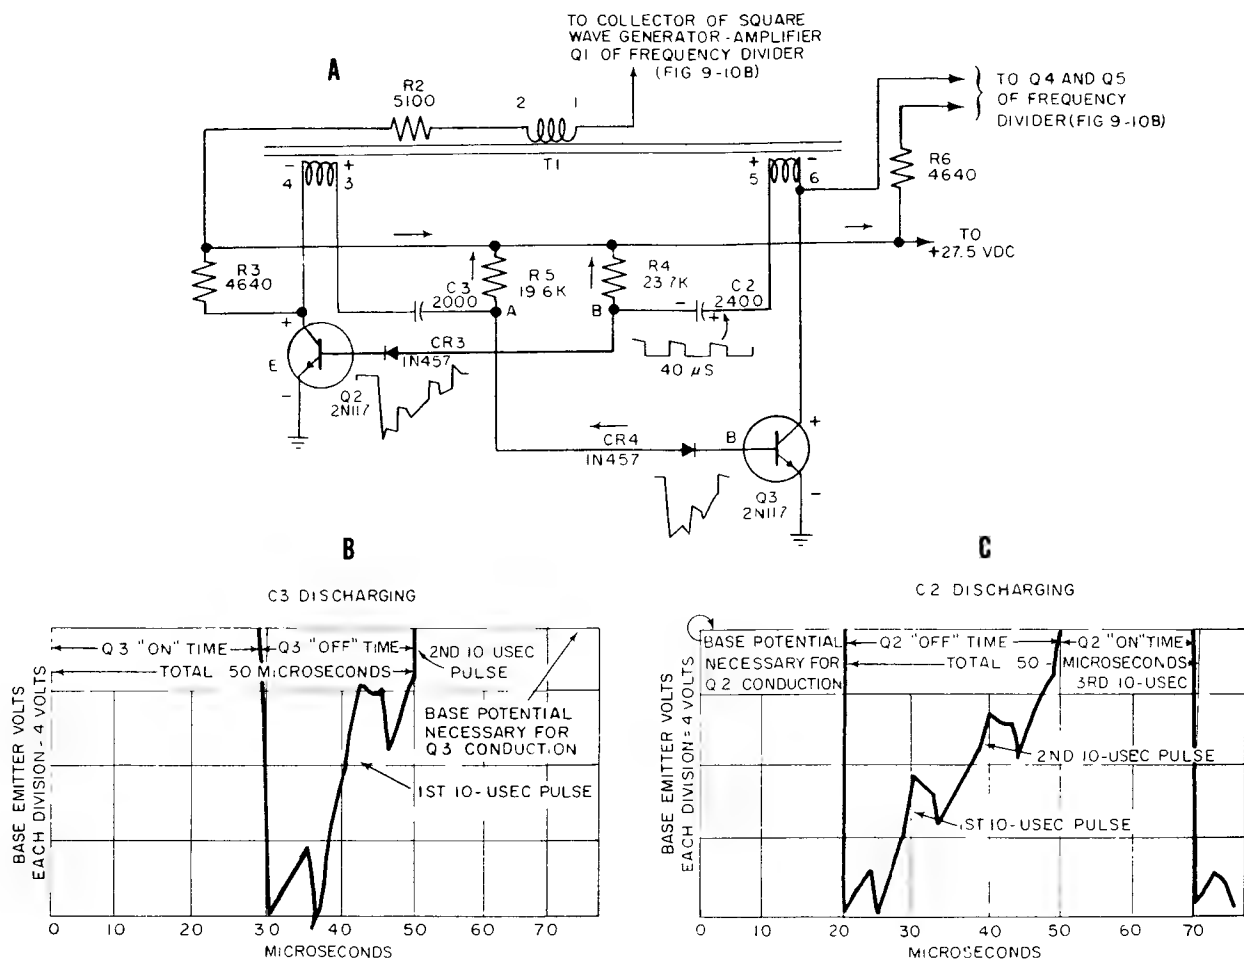 A
TO COLLECTOR OF SQUARE
WAVE GENERATOR-AMPLIFIER
Q1 OF FREQUENCY DIVIDER
(FIG 9-10B)
R2
5100
2 1
TO Q4 AND Q5
OF FREQUENCY
DIVIDER (FIG 9-10B)
T1
- +
4 3
+ -
5 6
R6
4640
TO
+27.5 VDC
R3
4640
C3
2000
R5
19.6K
R4
23.7K
C2
2400
A
B
-
+
+
E
-
CR3
1N457
40 µS
Q2
2N117
CR4
1N457
B
+
-
Q3
2N117
B
C3 DISCHARGING
BASE EMITTER VOLTS
EACH DIVISION - 4 VOLTS
Q3 "ON" TIME
Q3 "OFF" TIME
TOTAL 50 MICROSECONDS
2ND 10 USEC
PULSE
BASE POTENTIAL
NECESSARY FOR
Q3 CONDUCTION
1ST 10-USEC PULSE
0 10 20 30 40 50 60 70
MICROSECONDS
C
C2 DISCHARGING
BASE EMITTER VOLTS
EACH DIVISION = 4 VOLTS
BASE POTENTIAL
NECESSARY FOR
Q2 CONDUCTION
Q2 "OFF" TIME
Q2 "ON" TIME
TOTAL 50 - MICROSECONDS
3RD 10-USEC
2ND 10-USEC PULSE
1ST 10-USEC PULSE
0 10 20 30 40 50 60 70
MICROSECONDS